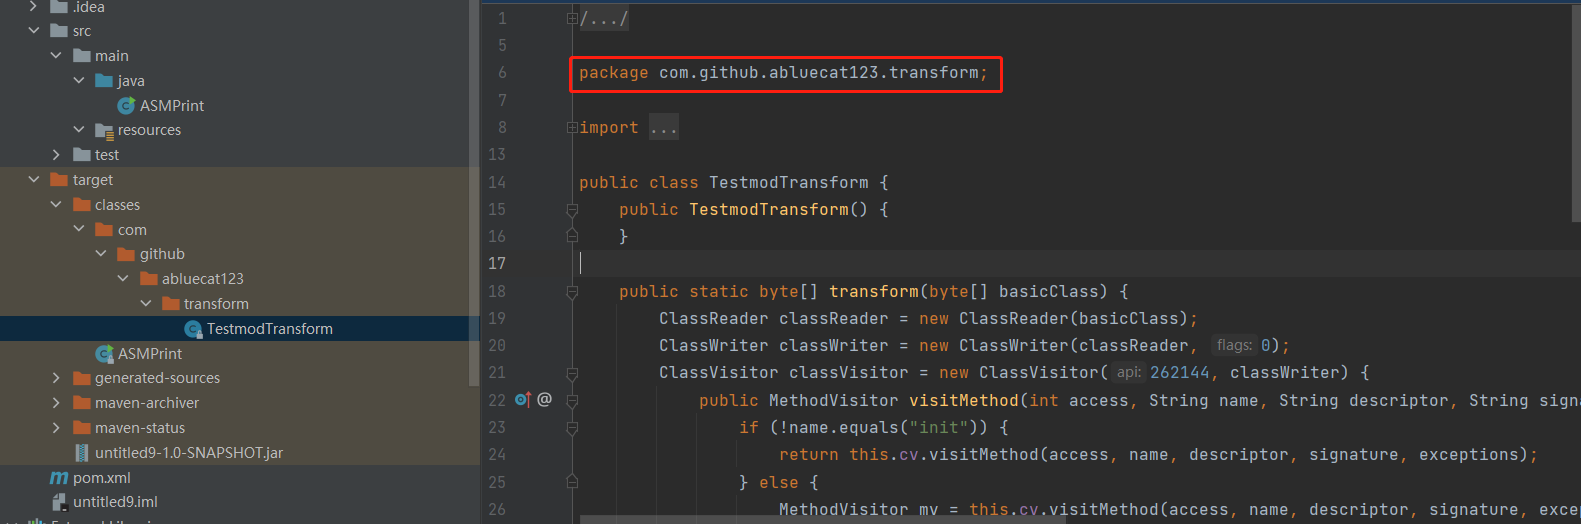 .idea
src
main
java
ASMPrint
resources
test
target
classes
com
github
abluecat123
transform
TestmodTransform
ASMPrint
generated-sources
maven-archiver
maven-status
untitled9-1.0-SNAPSHOT.jar
pom.xml
untitled9.iml
1 /.../
5
6 package com.github.abluecat123.transform;
7
8 import ...
13
14 public class TestmodTransform {
15 public TestmodTransform() {
16 }
17
18 public static byte[] transform(byte[] basicClass) {
19 ClassReader classReader = new ClassReader(basicClass);
20 ClassWriter classWriter = new ClassWriter(classReader, flags: 0);
21 ClassVisitor classVisitor = new ClassVisitor( api: 262144, classWriter) {
22 @ public MethodVisitor visitMethod(int access, String name, String descriptor, String signa
23 if (!name.equals("init")) {
24 return this.cv.visitMethod(access, name, descriptor, signature, exceptions);
25 } else {
26 MethodVisitor mv = this.cv.visitMethod(access, name, descriptor, signature, exce